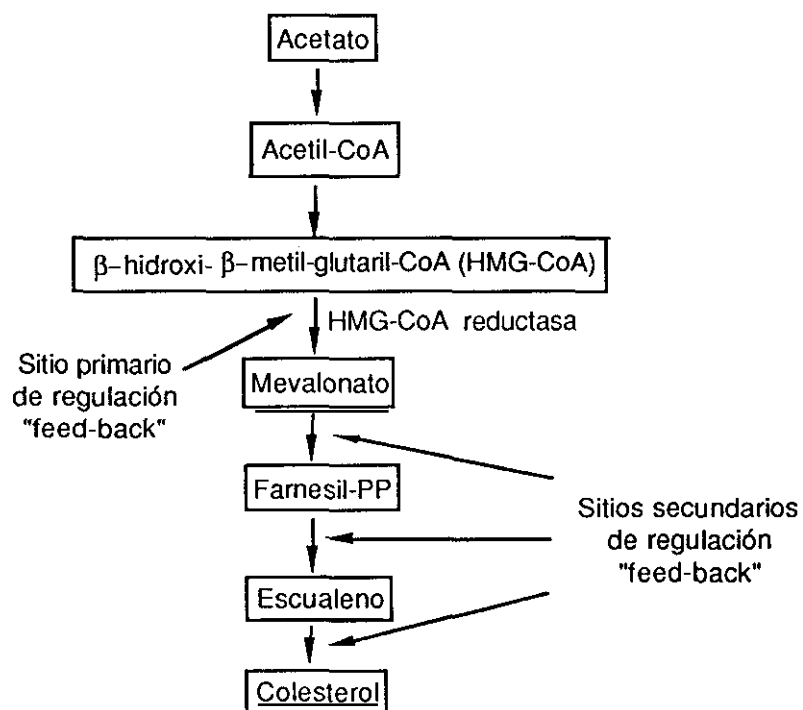 Acetato
Acetil-CoA
β-hidroxi- β-metil-glutaril-CoA (HMG-CoA)
HMG-CoA reductasa
Sitio primario
de regulación
"feed-back"
Mevalonato
Farnesil-PP
Sitios secundarios
de regulación
"feed-back"
Escualeno
Colesterol